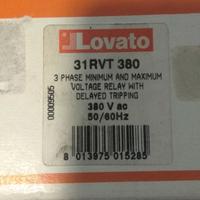 Lovato
31RVT 380
3 PHASE MINIMUM AND MAXIMUM
VOLTAGE RELAY WITH
DELAYED TRIPPING
380 V ac
50/60Hz
00009505
8 013975 015285